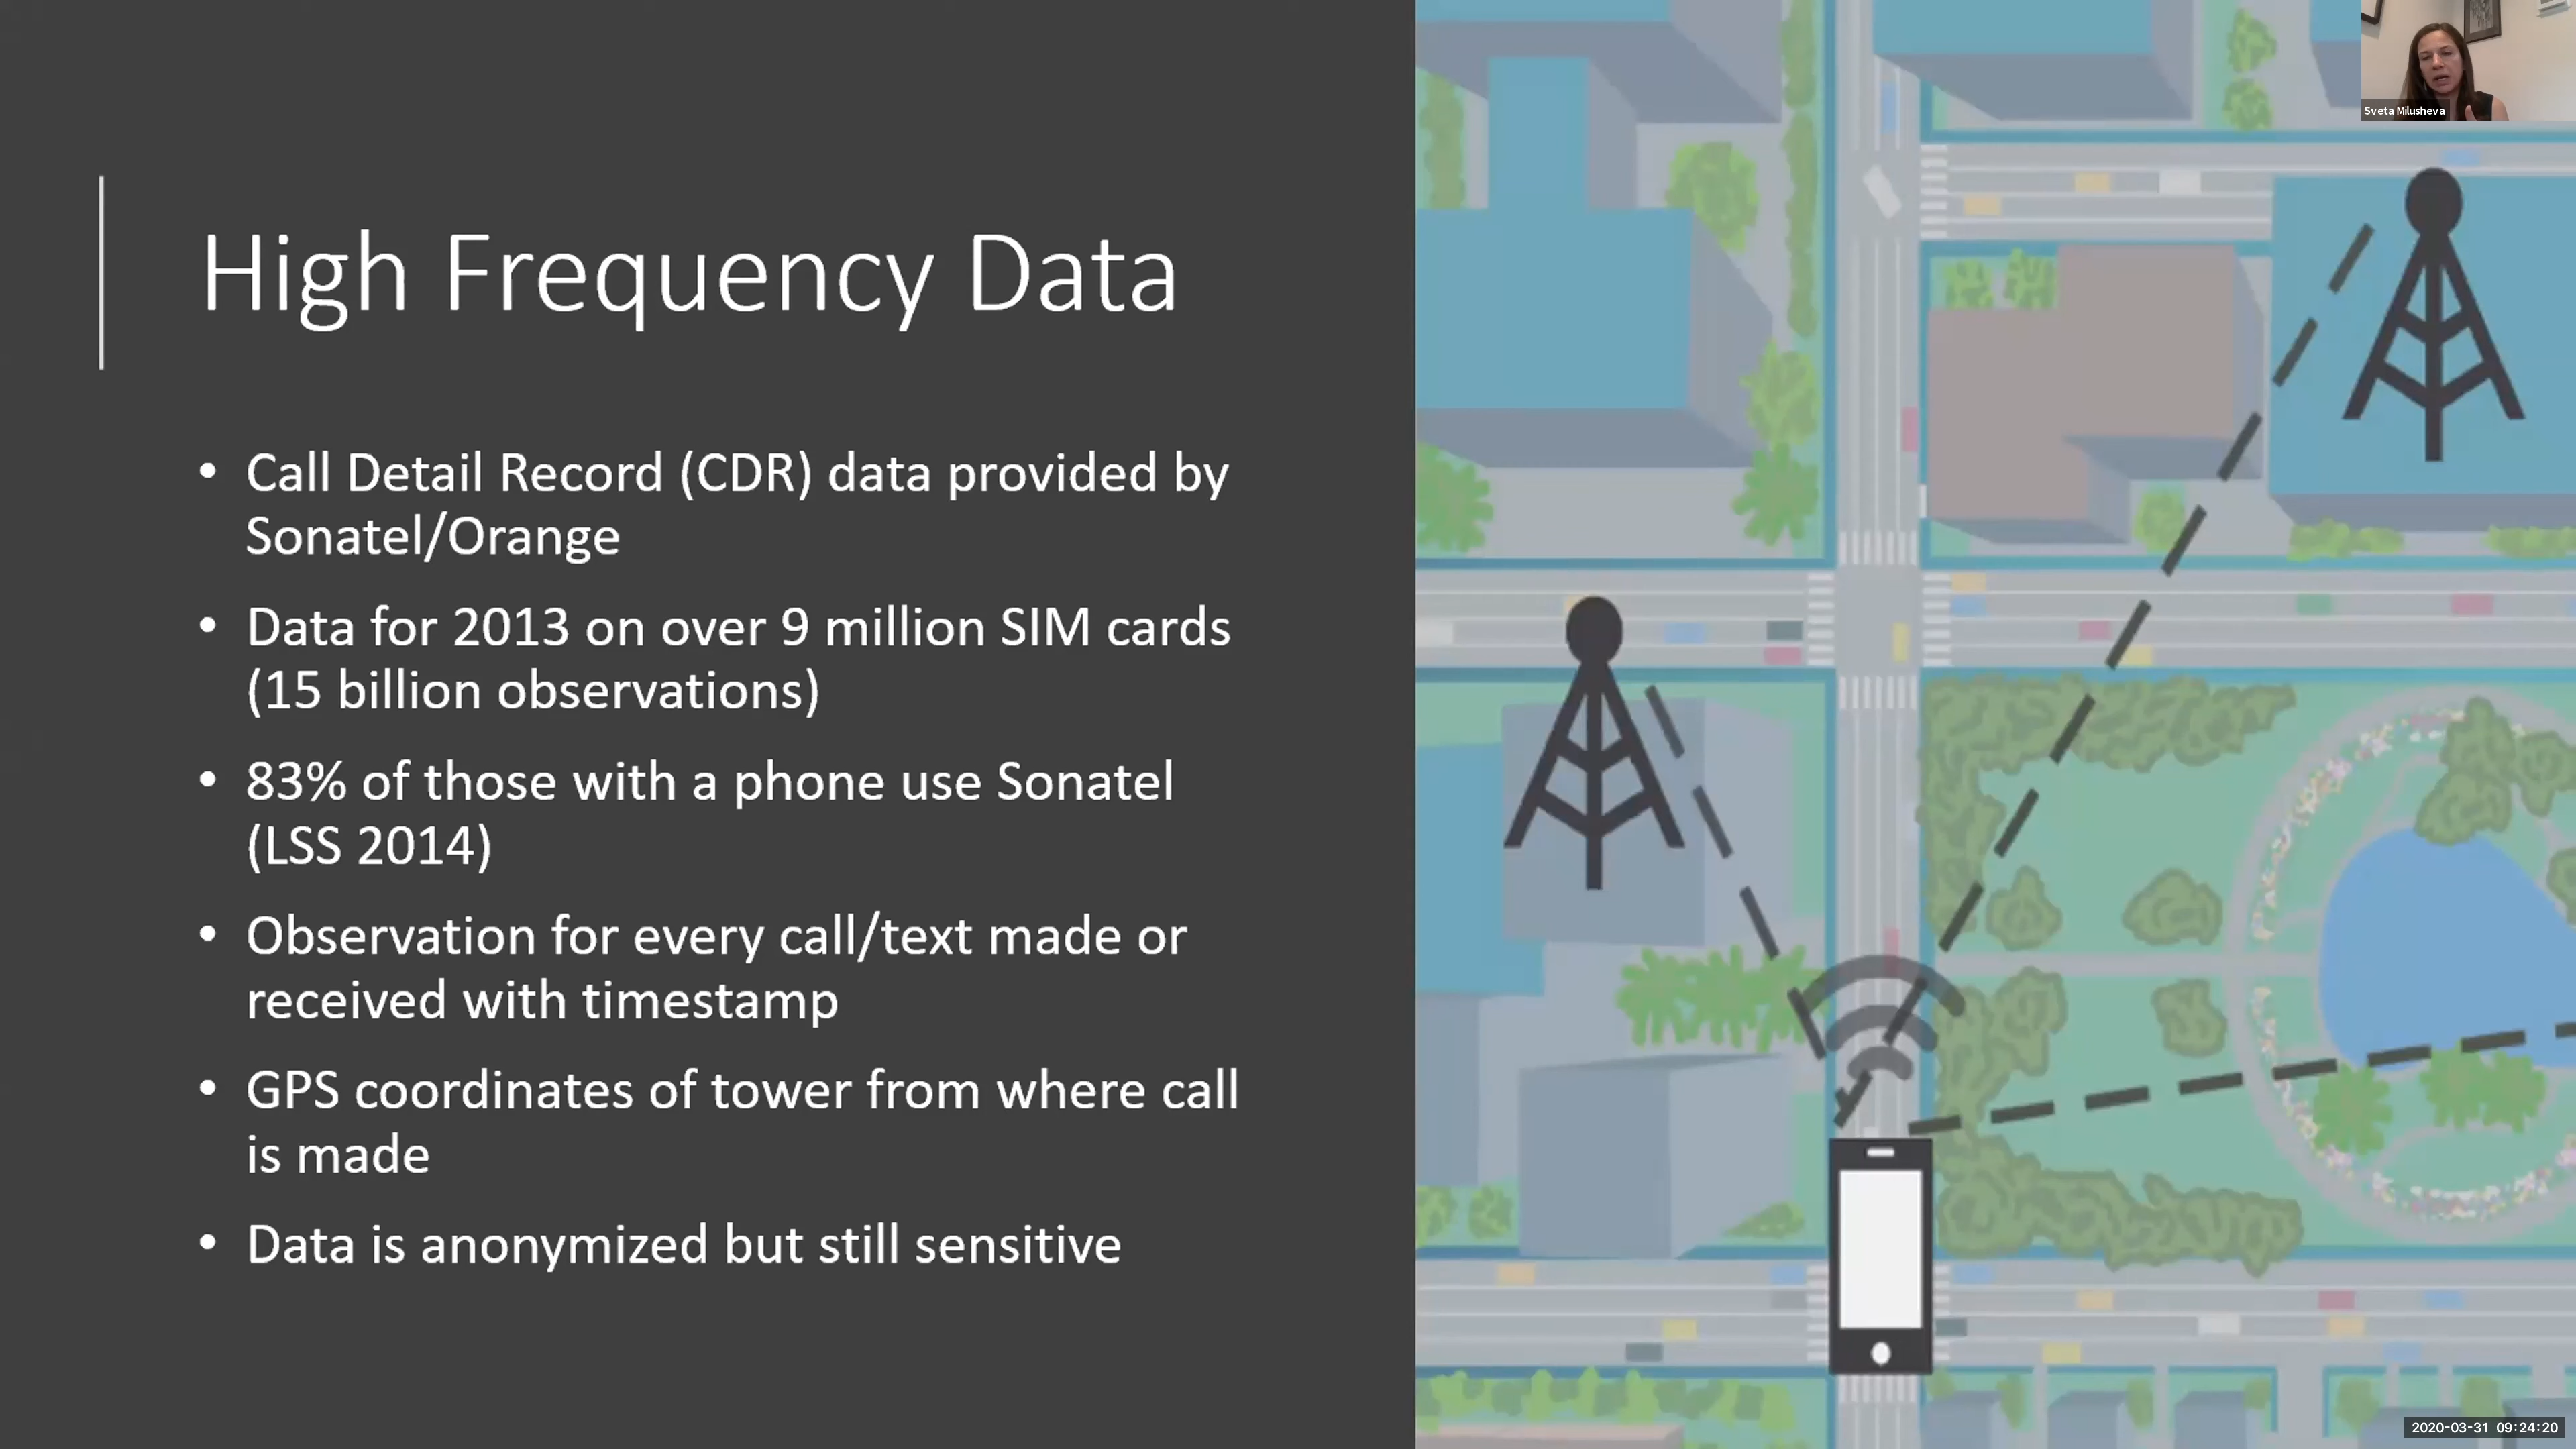 Sveta Milusheva
High Frequency Data
• Call Detail Record (CDR) data provided by
Sonatel/Orange
• Data for 2013 on over 9 million SIM cards
(15 billion observations)
• 83% of those with a phone use Sonatel
(LSS 2014)
• Observation for every call/text made or
received with timestamp
• GPS coordinates of tower from where call
is made
• Data is anonymized but still sensitive
2020-03-31 09:24:20